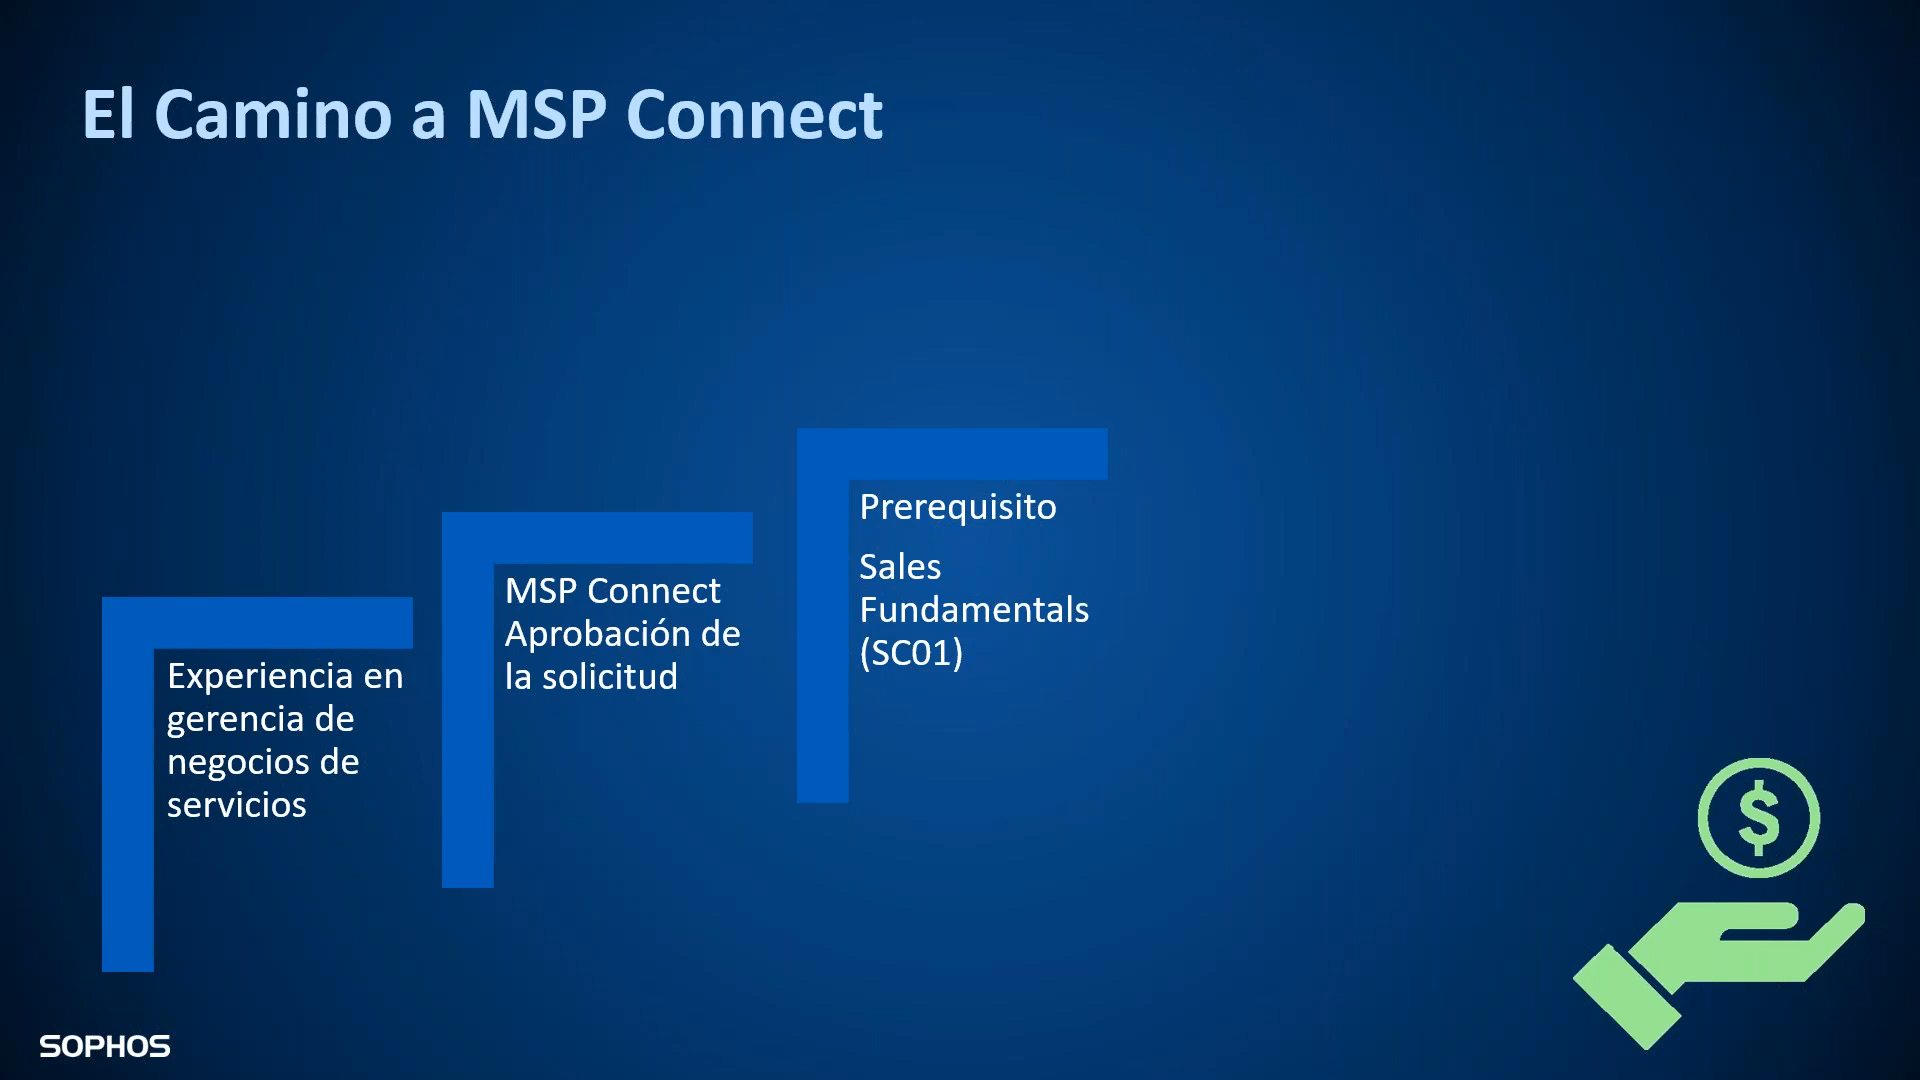 El Camino a MSP Connect
Experiencia en
gerencia de
negocios de
servicios
MSP Connect
Aprobación de
la solicitud
Prerequisito
Sales
Fundamentals
(SC01)
$
SOPHOS